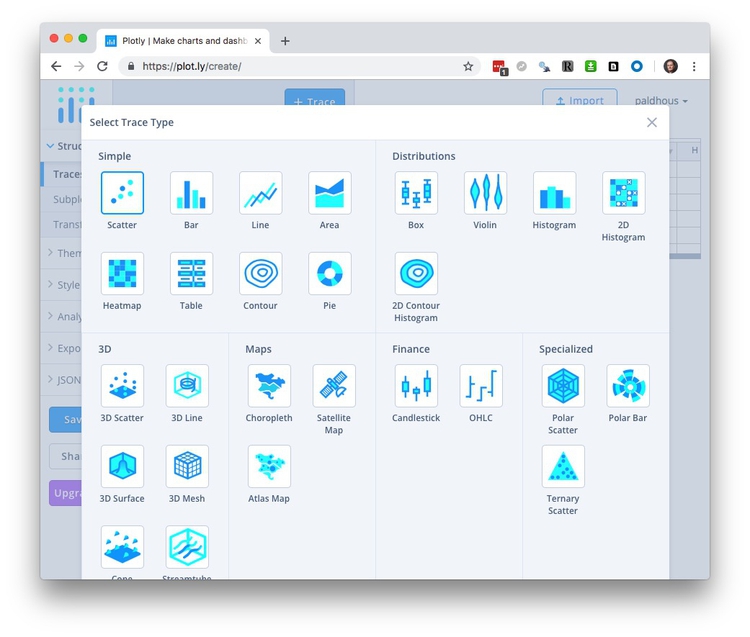 Plotly | Make charts and dashb
https://plot.ly/create/
1
Trace
Import
paldhous
Select Trace Type
Struc
Traces
Subpl
Transf
Them
Style
Analy
Expo
JSON
Sav
Sha
Upgra
H
Simple
Scatter
Bar
Line
Area
Heatmap
Table
Contour
Pie
Distributions
Box
Violin
Histogram
2D
Histogram
2D Contour
Histogram
3D
3D Scatter
3D Line
3D Surface
3D Mesh
Cone
Streamtube
Maps
Choropleth
Satellite
Map
Atlas Map
Finance
Candlestick
OHLC
Specialized
Polar
Scatter
Polar Bar
Ternary
Scatter